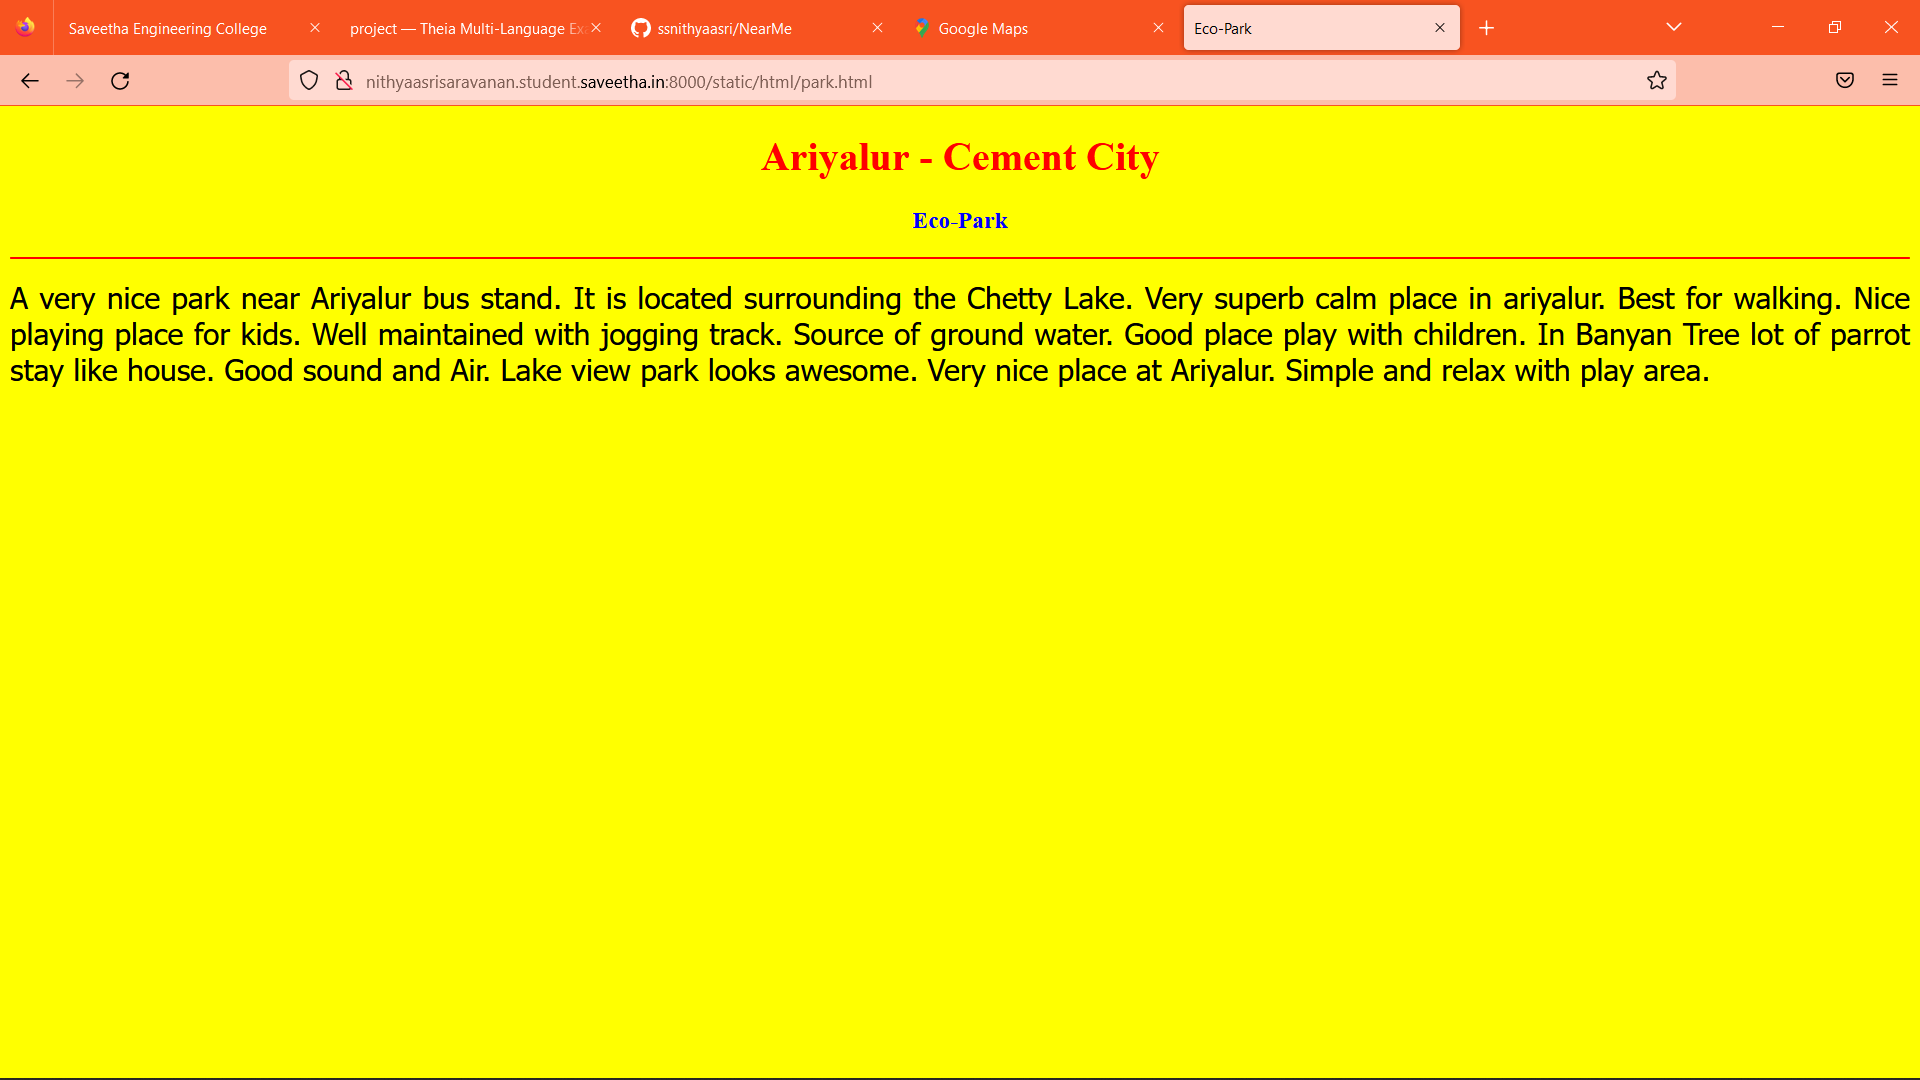 Saveetha Engineering College
project — Theia Multi-Language Ex
ssnithyaasri/NearMe
Google Maps
Eco-Park
nithyaasrisaravanan.student.saveetha.in:8000/static/html/park.html
Ariyalur - Cement City
Eco-Park
A very nice park near Ariyalur bus stand. It is located surrounding the Chetty Lake. Very superb calm place in ariyalur. Best for walking. Nice
playing place for kids. Well maintained with jogging track. Source of ground water. Good place play with children. In Banyan Tree lot of parrot
stay like house. Good sound and Air. Lake view park looks awesome. Very nice place at Ariyalur. Simple and relax with play area.